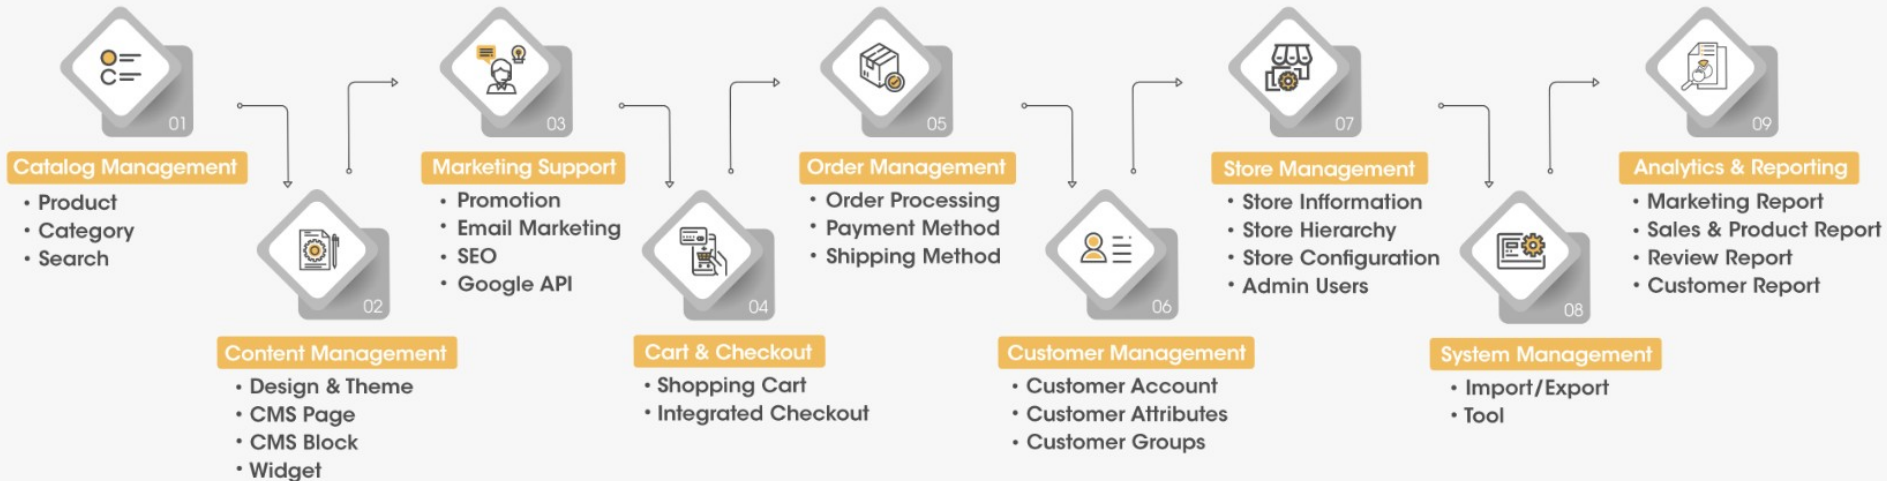 01
Catalog Management
• Product
• Category
• Search
02
Content Management
• Design & Theme
• CMS Page
• CMS Block
• Widget
03
Marketing Support
• Promotion
• Email Marketing
• SEO
• Google API
04
Cart & Checkout
• Shopping Cart
• Integrated Checkout
05
Order Management
• Order Processing
• Payment Method
• Shipping Method
06
Customer Management
• Customer Account
• Customer Attributes
• Customer Groups
07
Store Management
• Store Infformation
• Store Hierarchy
• Store Configuration
• Admin Users
08
System Management
• Import/Export
• Tool
09
Analytics & Reporting
• Marketing Report
• Sales & Product Report
• Review Report
• Customer Report